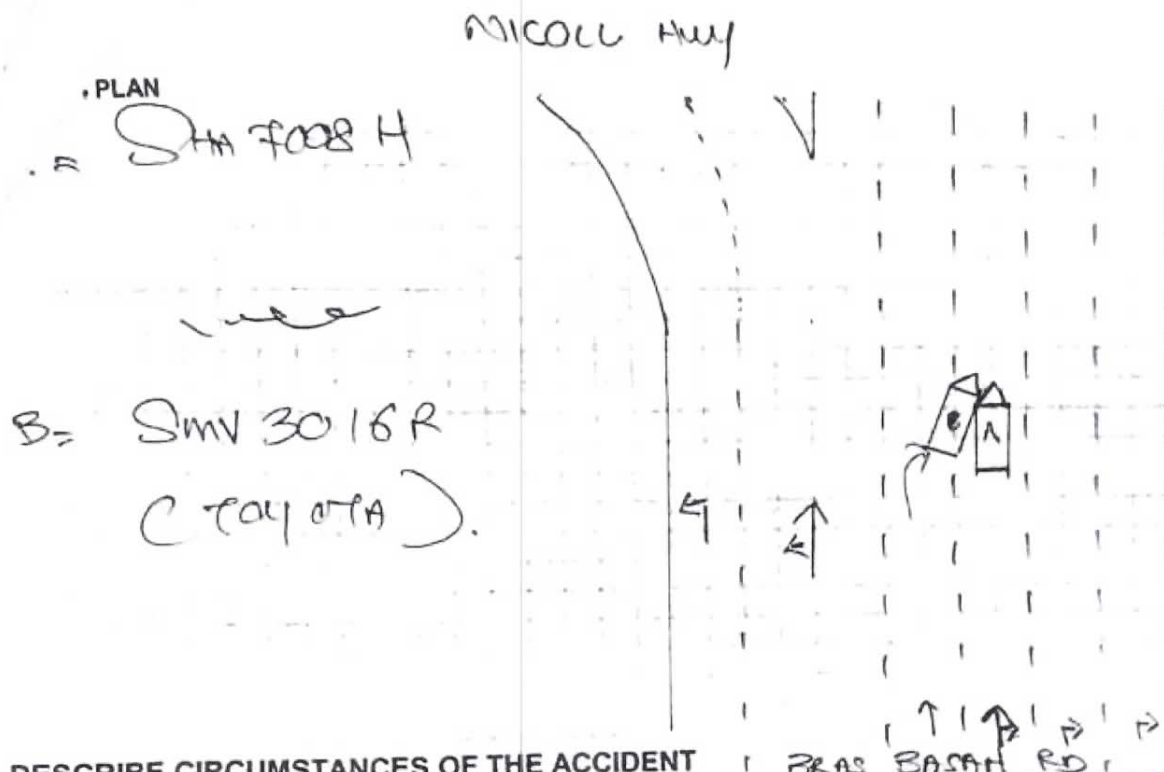 NICOLL HWY
. PLAN
. = SHA 7008 H
B = SMV 3016R
(TOYOTA).
B A
DESCRIBE CIRCUMSTANCES OF THE ACCIDENT
BRAS BASAH RD